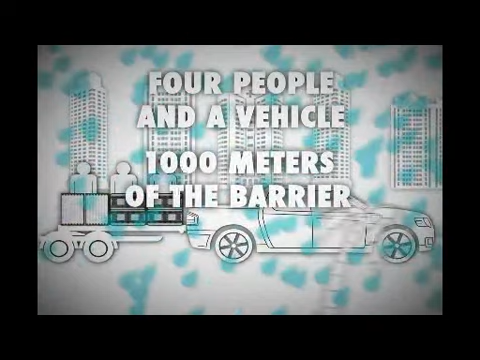 FOUR PEOPLE
AND A VEHICLE
1000 METERS
OF THE BARRIER